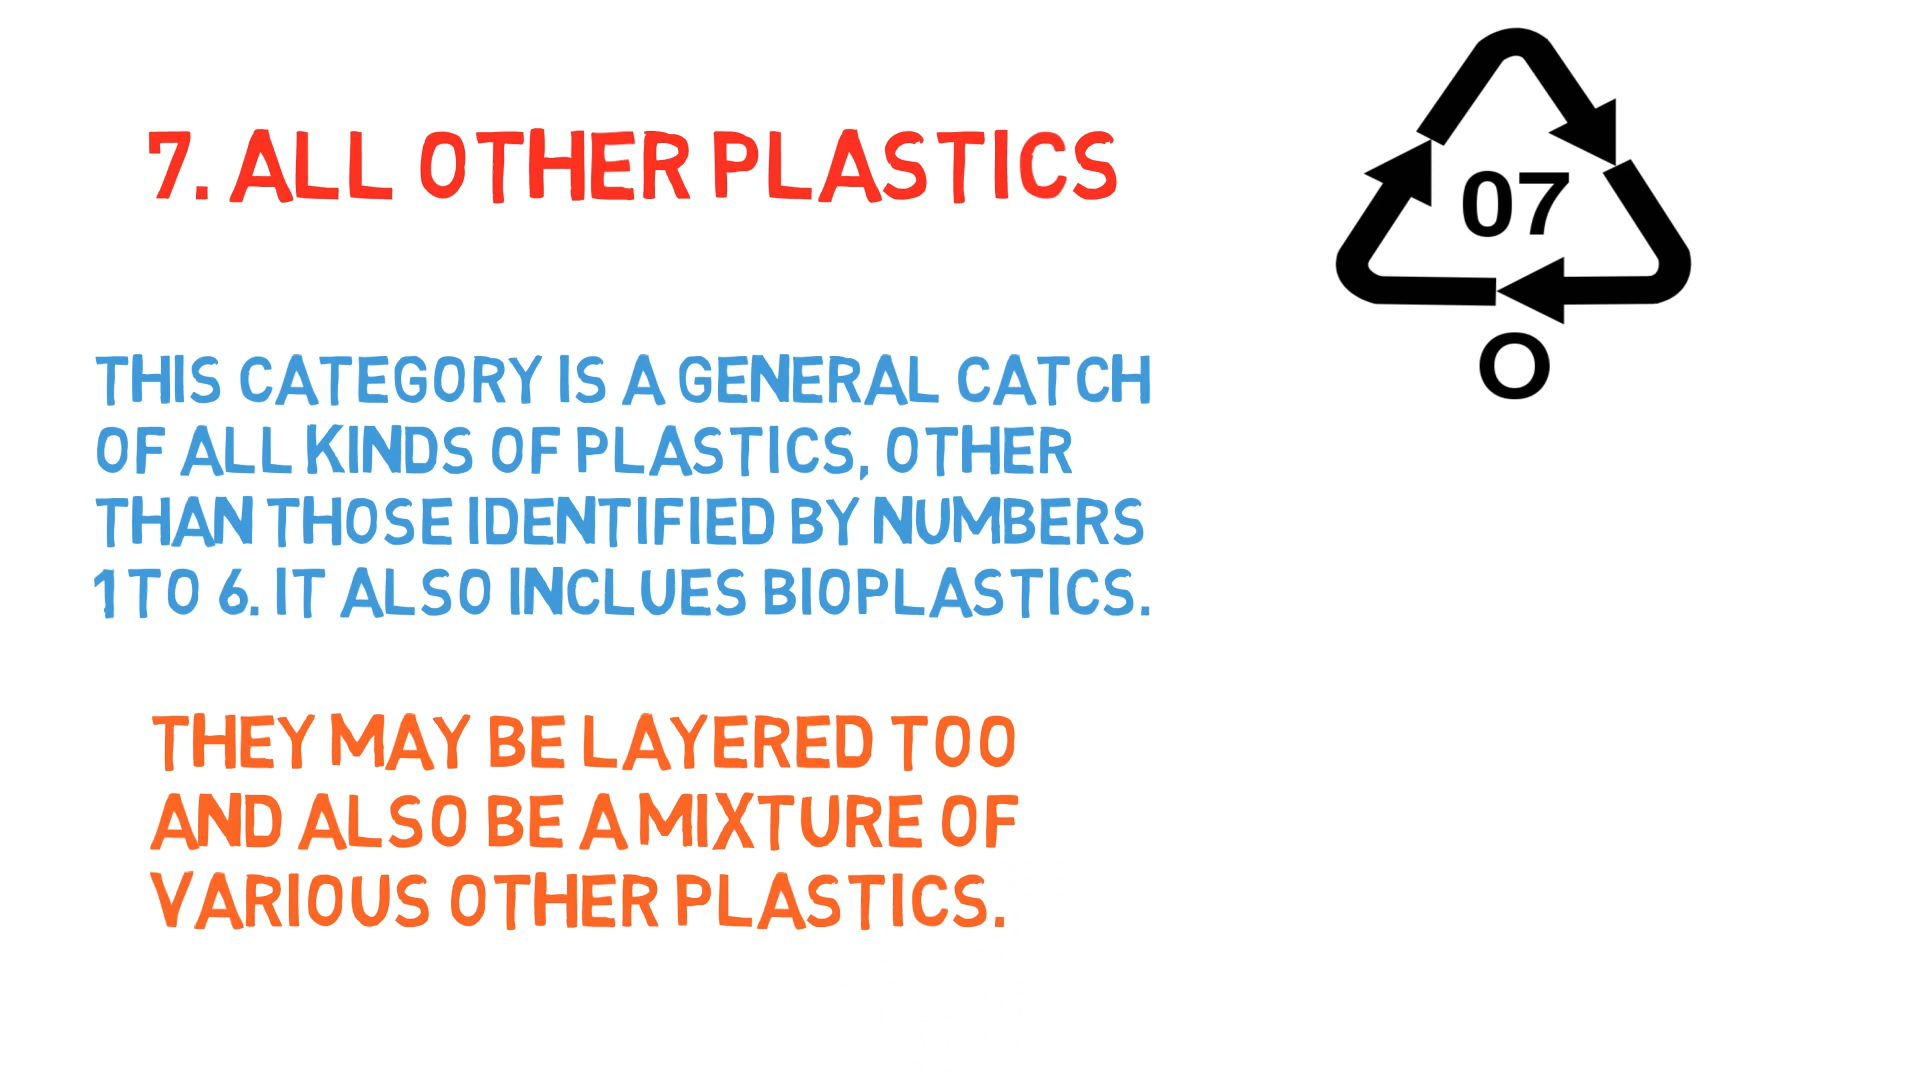 7. ALL OTHER PLASTICS
07
O
THIS CATEGORY IS A GENERAL CATCH
OF ALL KINDS OF PLASTICS, OTHER
THAN THOSE IDENTIFIED BY NUMBERS
1 TO 6. IT ALSO INCLUES BIOPLASTICS.
THEY MAY BE LAYERED TOO
AND ALSO BE A MIXTURE OF
VARIOUS OTHER PLASTICS.